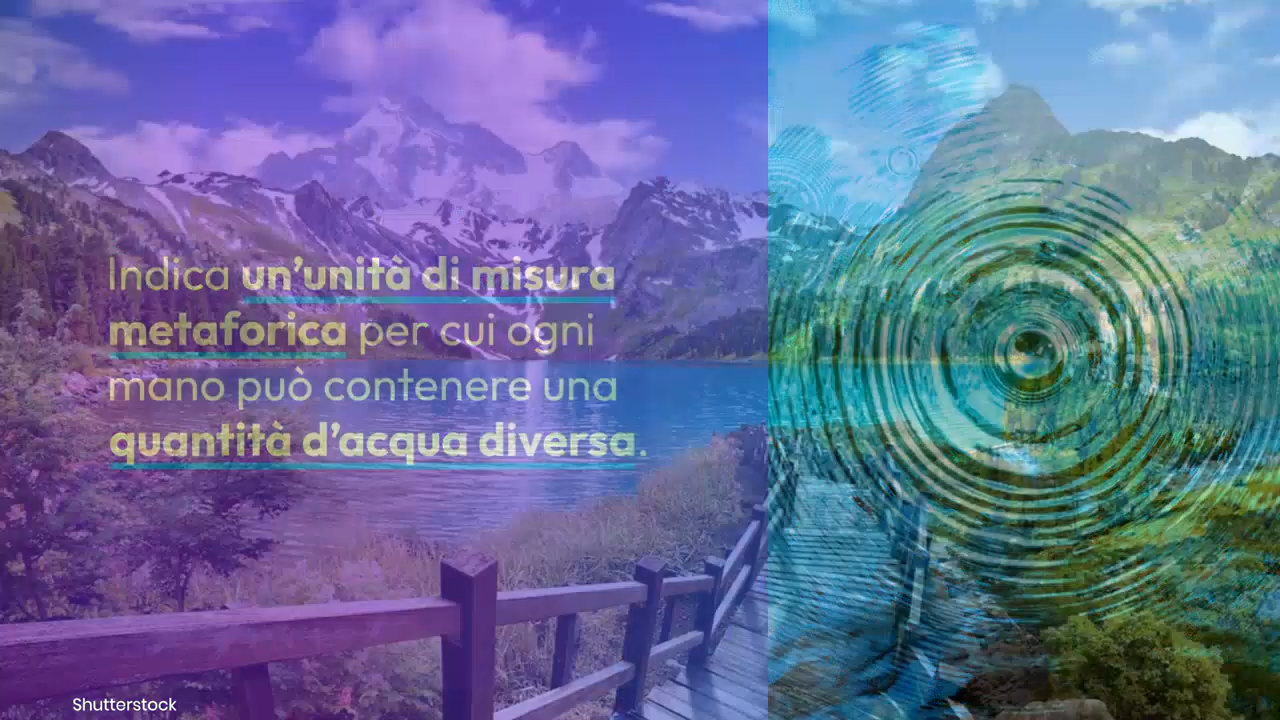 Indica un’unità di misura
metaforica per cui ogni
mano può contenere una
quantità d’acqua diversa.
Shutterstock